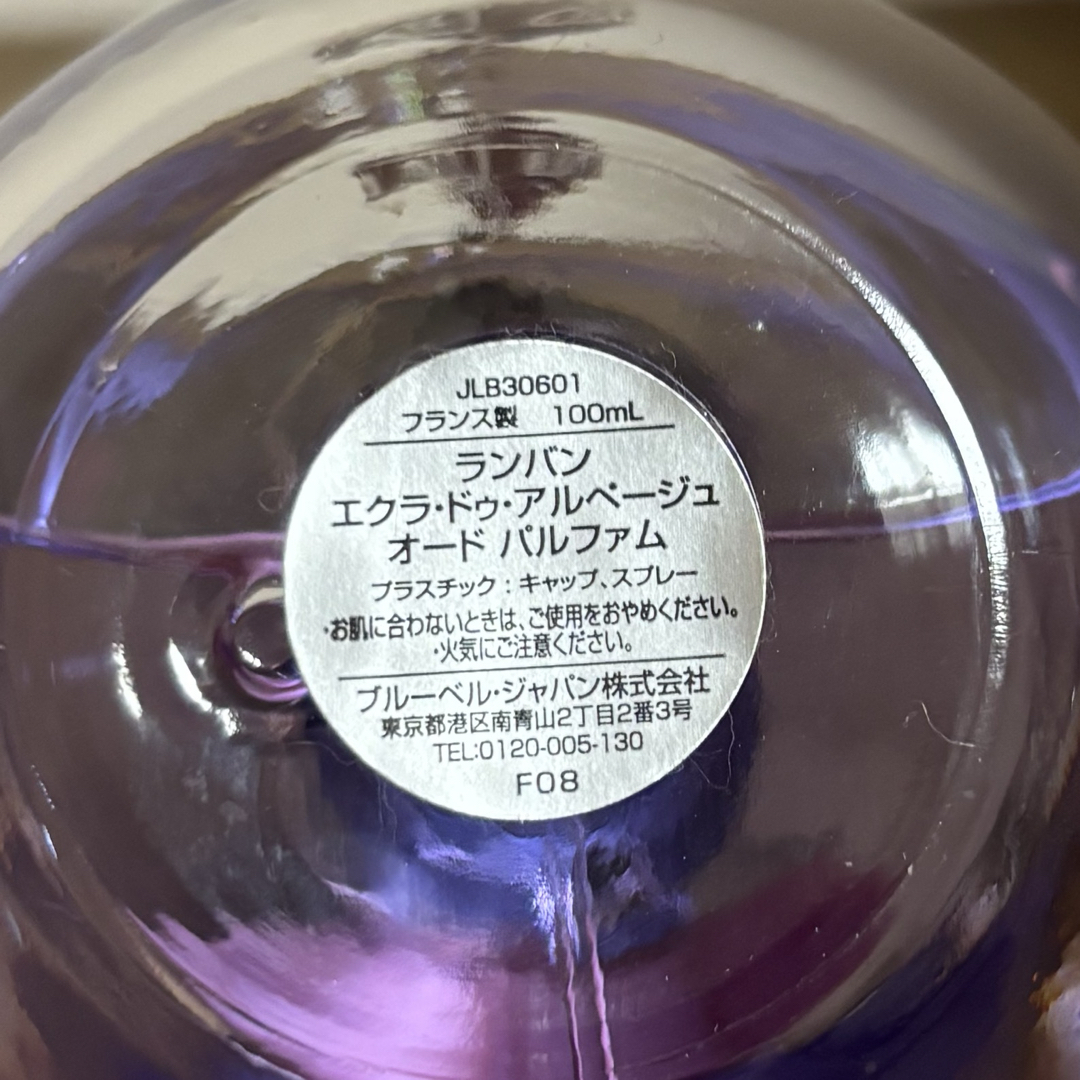 JLB30601
フランス製 100mL
ランバン
エクラ・ドゥ・アルページュ
オード パルファム
プラスチック:キャップ、スプレー
・お肌に合わないときは、ご使用をおやめください。
・火気にご注意ください。
ブルーベル・ジャパン株式会社
東京都港区南青山2丁目2番3号
TEL:0120-005-130
F08